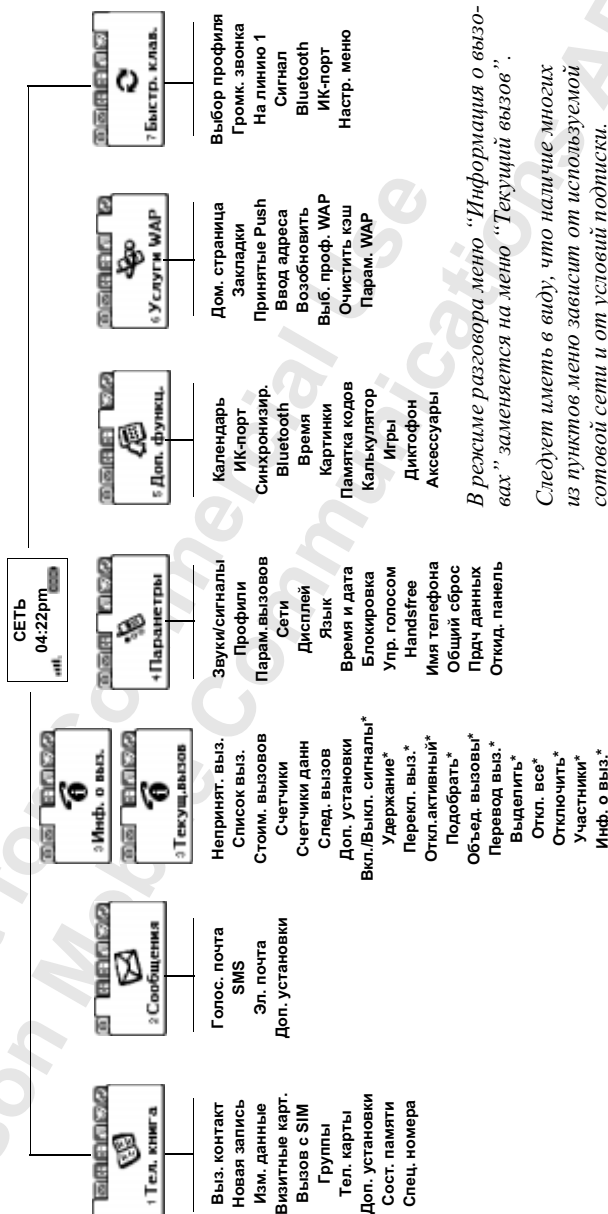 СЕТЬ
04:22pm
1 Тел. книга
Выз. контакт
Новая запись
Изм. данные
Визитные карт.
Вызов с SIM
Группы
Тел. карты
Доп. установки
Сост. памяти
Спец. номера
2 Сообщения
Голос. почта
SMS
Эл. почта
Доп. установки
3 Инф. о выз.
3 Текущ.вызов
Непринят. выз.
Список выз.
Стоим. вызовов
Счетчики
Счетчики данн
След. вызов
Доп. установки
Вкл./Выкл. сигналы*
Удержание*
Перекл. выз.*
Откл.активный*
Подобрать*
Объед. вызовы*
Перевод выз.*
Выделить*
Откл. все*
Отключить*
Участники*
Инф. о выз.*
4 Параметры
Звуки/сигналы
Профили
Парам.вызовов
Сети
Дисплей
Язык
Время и дата
Блокировка
Упр. голосом
Handsfree
Имя телефона
Общий сброс
Прдч данных
Откид. панель
5 Доп. функц.
Календарь
ИК-порт
Синхронизир.
Bluetooth
Время
Картинки
Памятка кодов
Калькулятор
Игры
Диктофон
Аксессуары
6 Услуги WAP
Дом. страница
Закладки
Принятые Push
Ввод адреса
Возобновить
Выб. проф. WAP
Очистить кэш
Парам. WAP
7 Быстр. клав.
Выбор профиля
Громк. звонка
На линию 1
Сигнал
Bluetooth
ИК-порт
Настр. меню
В режиме разговора меню “Информация о вызо-
вах” заменяется на меню “Текущий вызов”.
Следует иметь в виду, что наличие многих
из пунктов меню зависит от используемой
сотовой сети и от условий подписки.